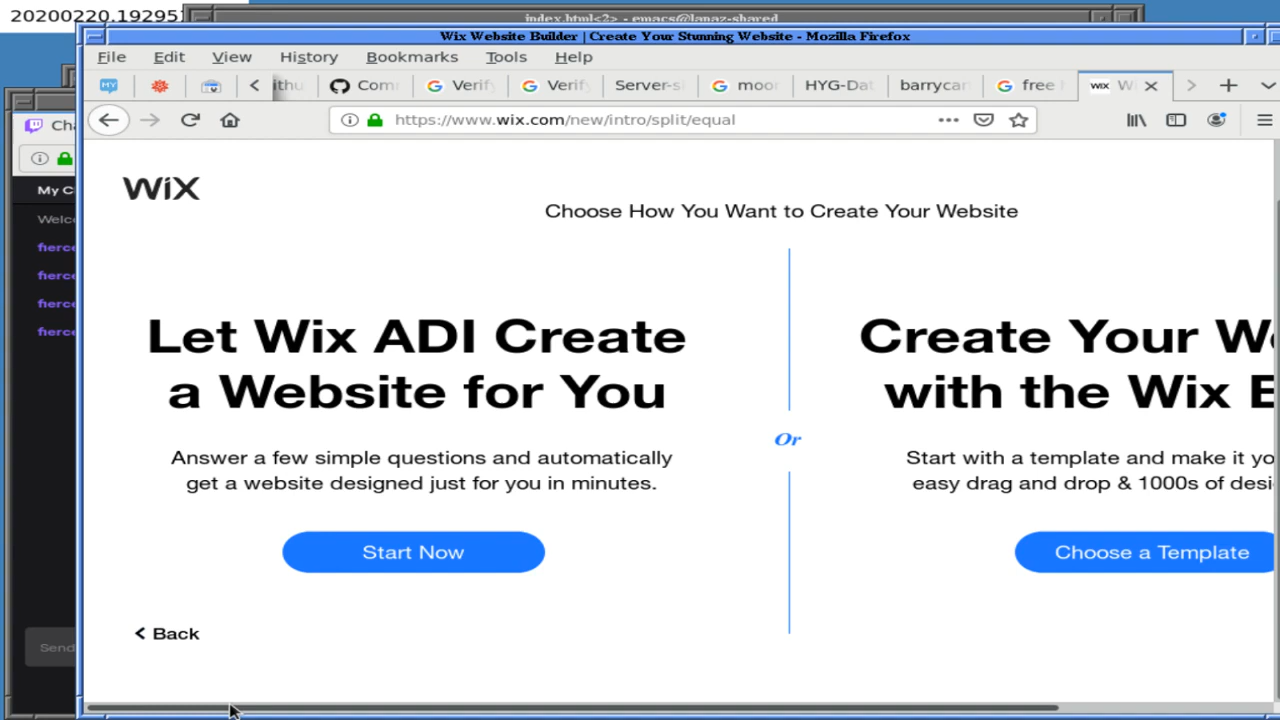 20200220.19295
index.html<2> - emacs@lanaz-shared
Wix Website Builder | Create Your Stunning Website - Mozilla Firefox
File Edit View History Bookmarks Tools Help
ithu Com Verify Verify Server-s moo HYG-Dat barrycar free WiX W
https://www.wix.com/new/intro/split/equal
Cha
My C
Welc
fierce
fierce
fierce
fierce
Send
WiX
Choose How You Want to Create Your Website
Let Wix ADI Create
a Website for You
Answer a few simple questions and automatically
get a website designed just for you in minutes.
Start Now
Or
Create Your We
with the Wix E
Start with a template and make it yo
easy drag and drop & 1000s of desi
Choose a Template
< Back